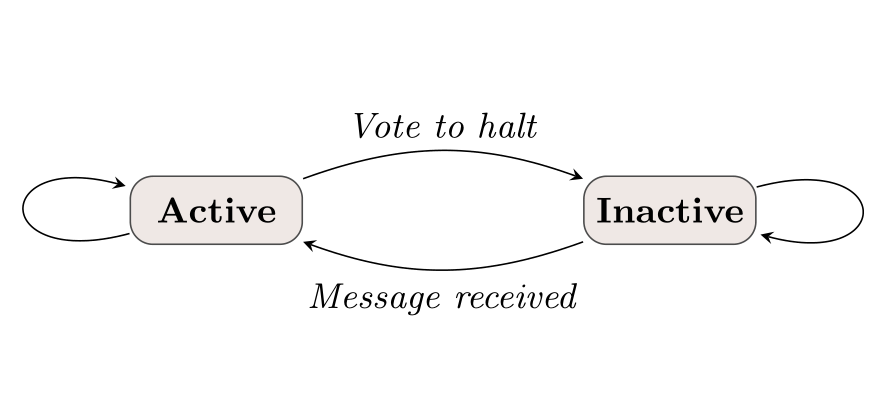 Vote to halt
Active
Inactive
Message received